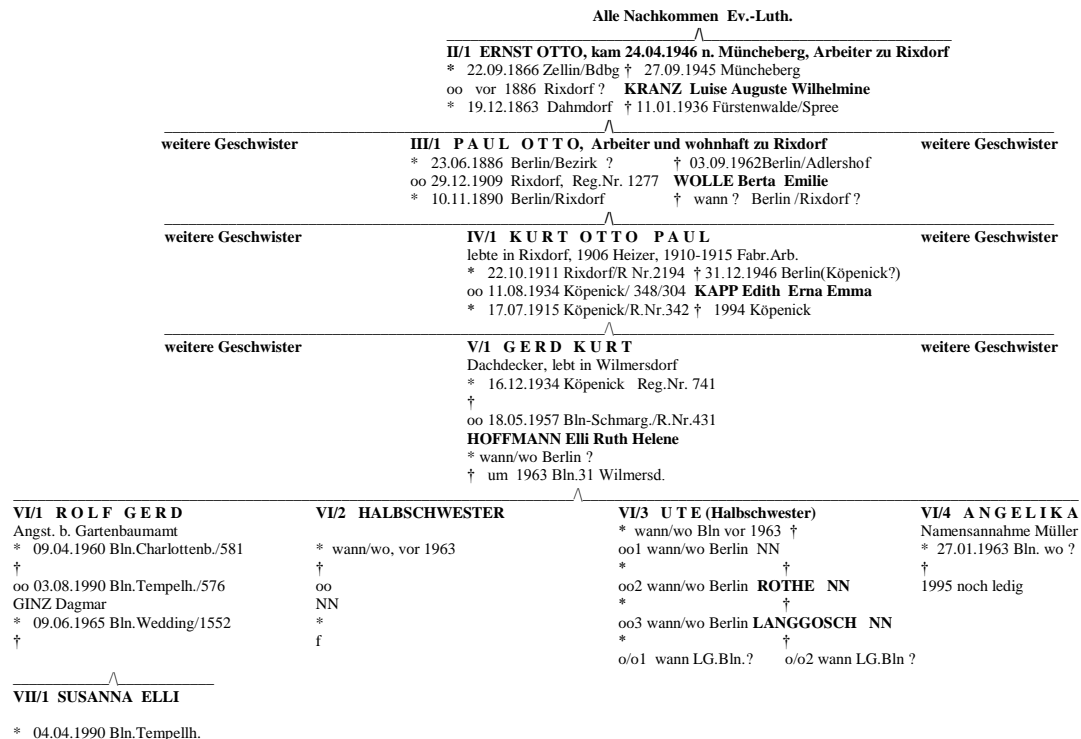 Alle Nachkommen Ev.-Luth.
II/1 ERNST OTTO, kam 24.04.1946 n. Müncheberg, Arbeiter zu Rixdorf
* 22.09.1866 Zellin/Bdbg † 27.09.1945 Müncheberg
oo vor 1886 Rixdorf ? KRANZ Luise Auguste Wilhelmine
* 19.12.1863 Dahmdorf † 11.01.1936 Fürstenwalde/Spree
weitere Geschwister III/1 P A U L O T T O, Arbeiter und wohnhaft zu Rixdorf weitere Geschwister
* 23.06.1886 Berlin/Bezirk ? † 03.09.1962Berlin/Adlershof
oo 29.12.1909 Rixdorf, Reg.Nr. 1277 WOLLE Berta Emilie
* 10.11.1890 Berlin/Rixdorf † wann ? Berlin /Rixdorf ?
weitere Geschwister IV/1 K U R T O T T O P A U L weitere Geschwister
lebte in Rixdorf, 1906 Heizer, 1910-1915 Fabr.Arb.
* 22.10.1911 Rixdorf/R Nr.2194 † 31.12.1946 Berlin(Köpenick?)
oo 11.08.1934 Köpenick/ 348/304 KAPP Edith Erna Emma
* 17.07.1915 Köpenick/R.Nr.342 † 1994 Köpenick
weitere Geschwister V/1 G E R D K U R T weitere Geschwister
Dachdecker, lebt in Wilmersdorf
* 16.12.1934 Köpenick Reg.Nr. 741
†
oo 18.05.1957 Bln-Schmarg./R.Nr.431
HOFFMANN Elli Ruth Helene
* wann/wo Berlin ?
† um 1963 Bln.31 Wilmersd.
VI/1 R O L F G E R D
Angst. b. Gartenbaumamt
* 09.04.1960 Bln.Charlottenb./581
†
oo 03.08.1990 Bln.Tempelh./576
GINZ Dagmar
* 09.06.1965 Bln.Wedding/1552
†
VI/2 HALBSCHWESTER
* wann/wo, vor 1963
†
oo
NN
*
f
VI/3 U T E (Halbschwester)
* wann/wo Bln vor 1963 †
oo1 wann/wo Berlin NN
* †
oo2 wann/wo Berlin ROTHE NN
* †
oo3 wann/wo Berlin LANGGOSCH NN
* †
o/o1 wann LG.Bln.? o/o2 wann LG.Bln ?
VI/4 A N G E L I K A
Namensannahme Müller
* 27.01.1963 Bln. wo ?
†
1995 noch ledig
VII/1 SUSANNA ELLI
* 04.04.1990 Bln.Tempellh.